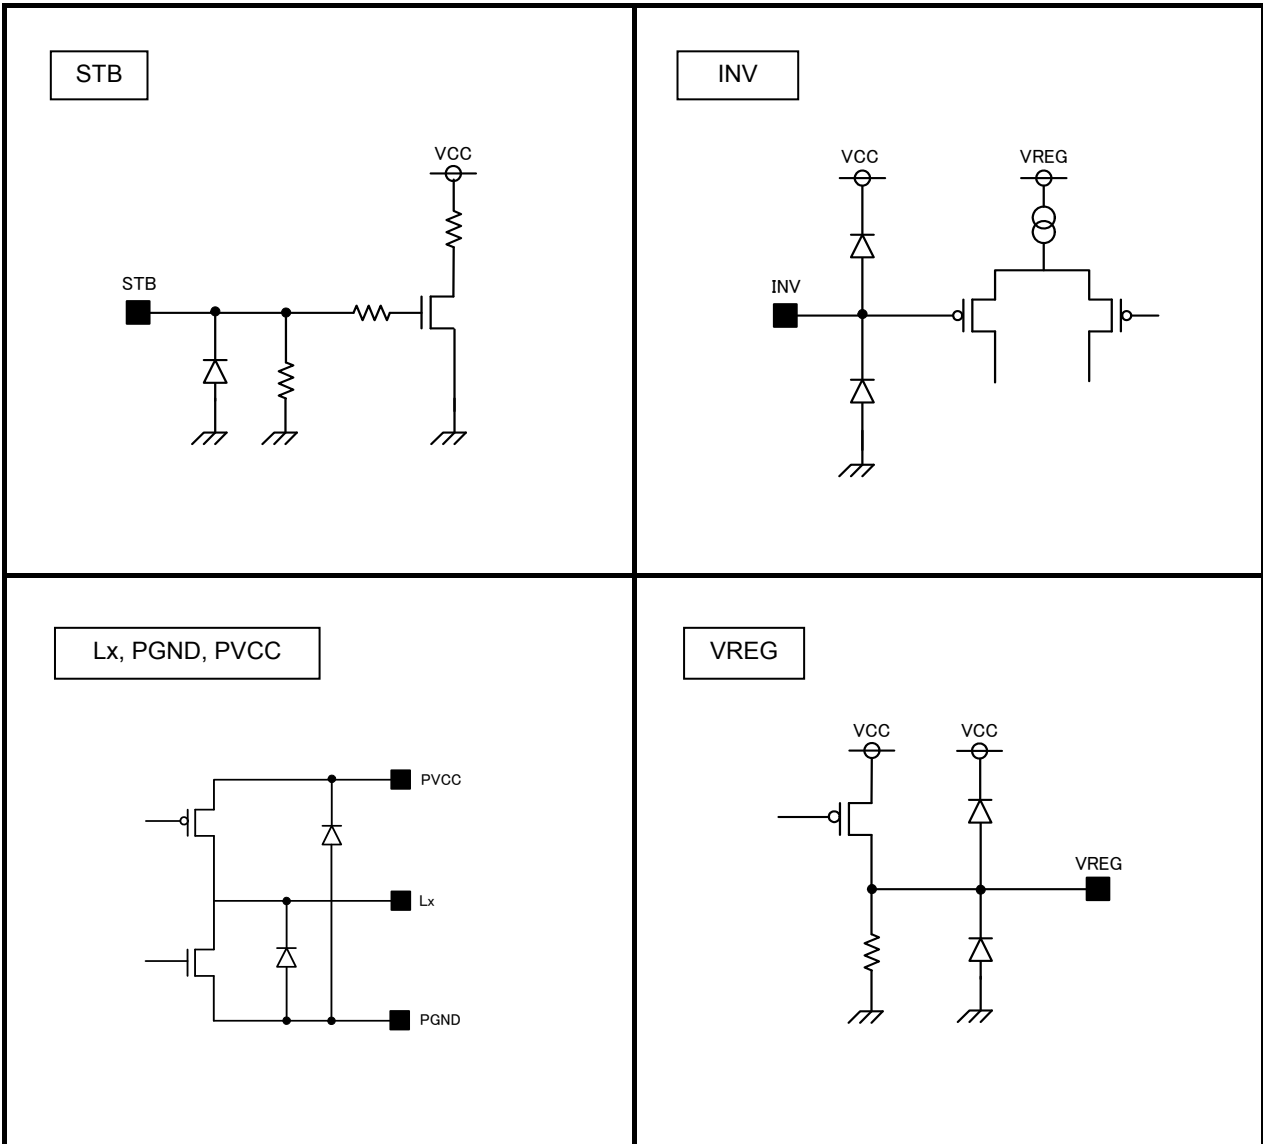 STB
VCC
STB
INV
VCC
VREG
INV
Lx, PGND, PVCC
PVCC
Lx
PGND
VREG
VCC
VCC
VREG